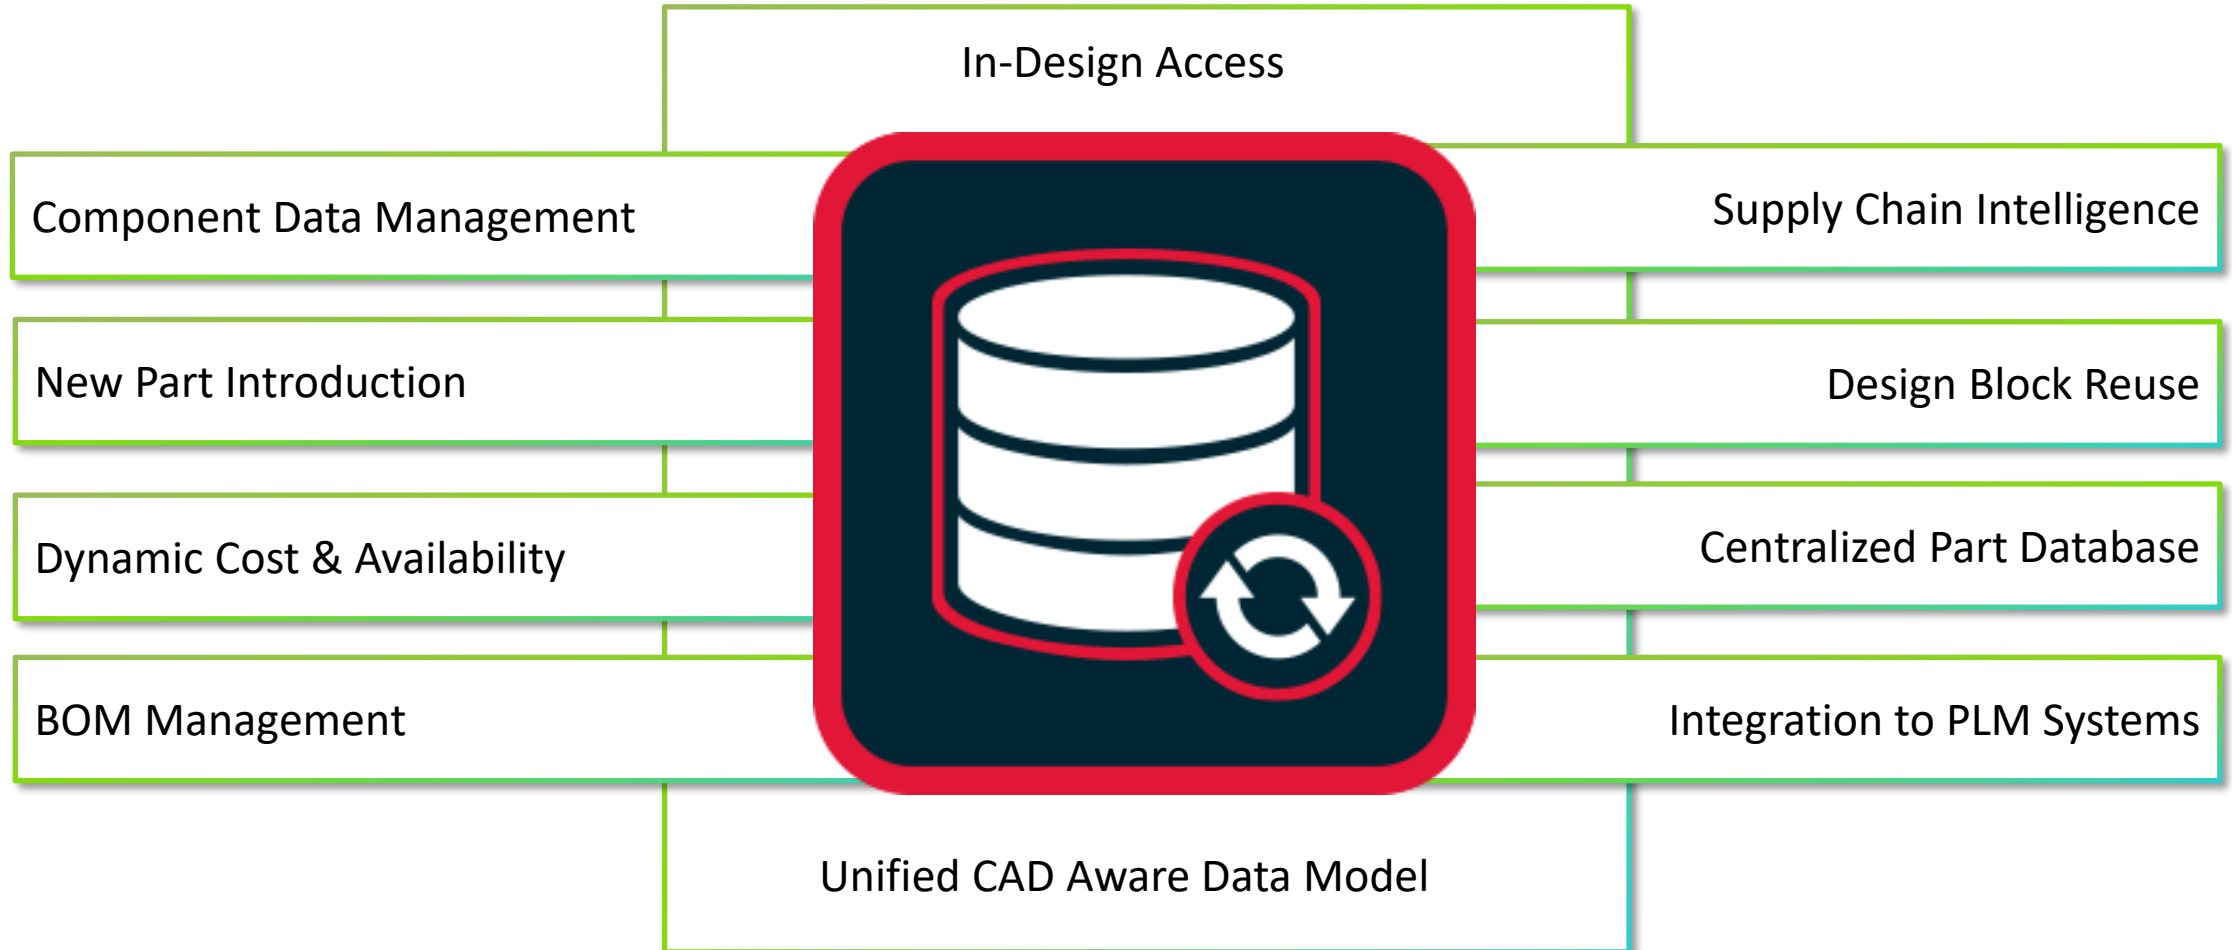 In-Design Access
Component Data Management
Supply Chain Intelligence
New Part Introduction
Design Block Reuse
Dynamic Cost & Availability
Centralized Part Database
BOM Management
Integration to PLM Systems
Unified CAD Aware Data Model